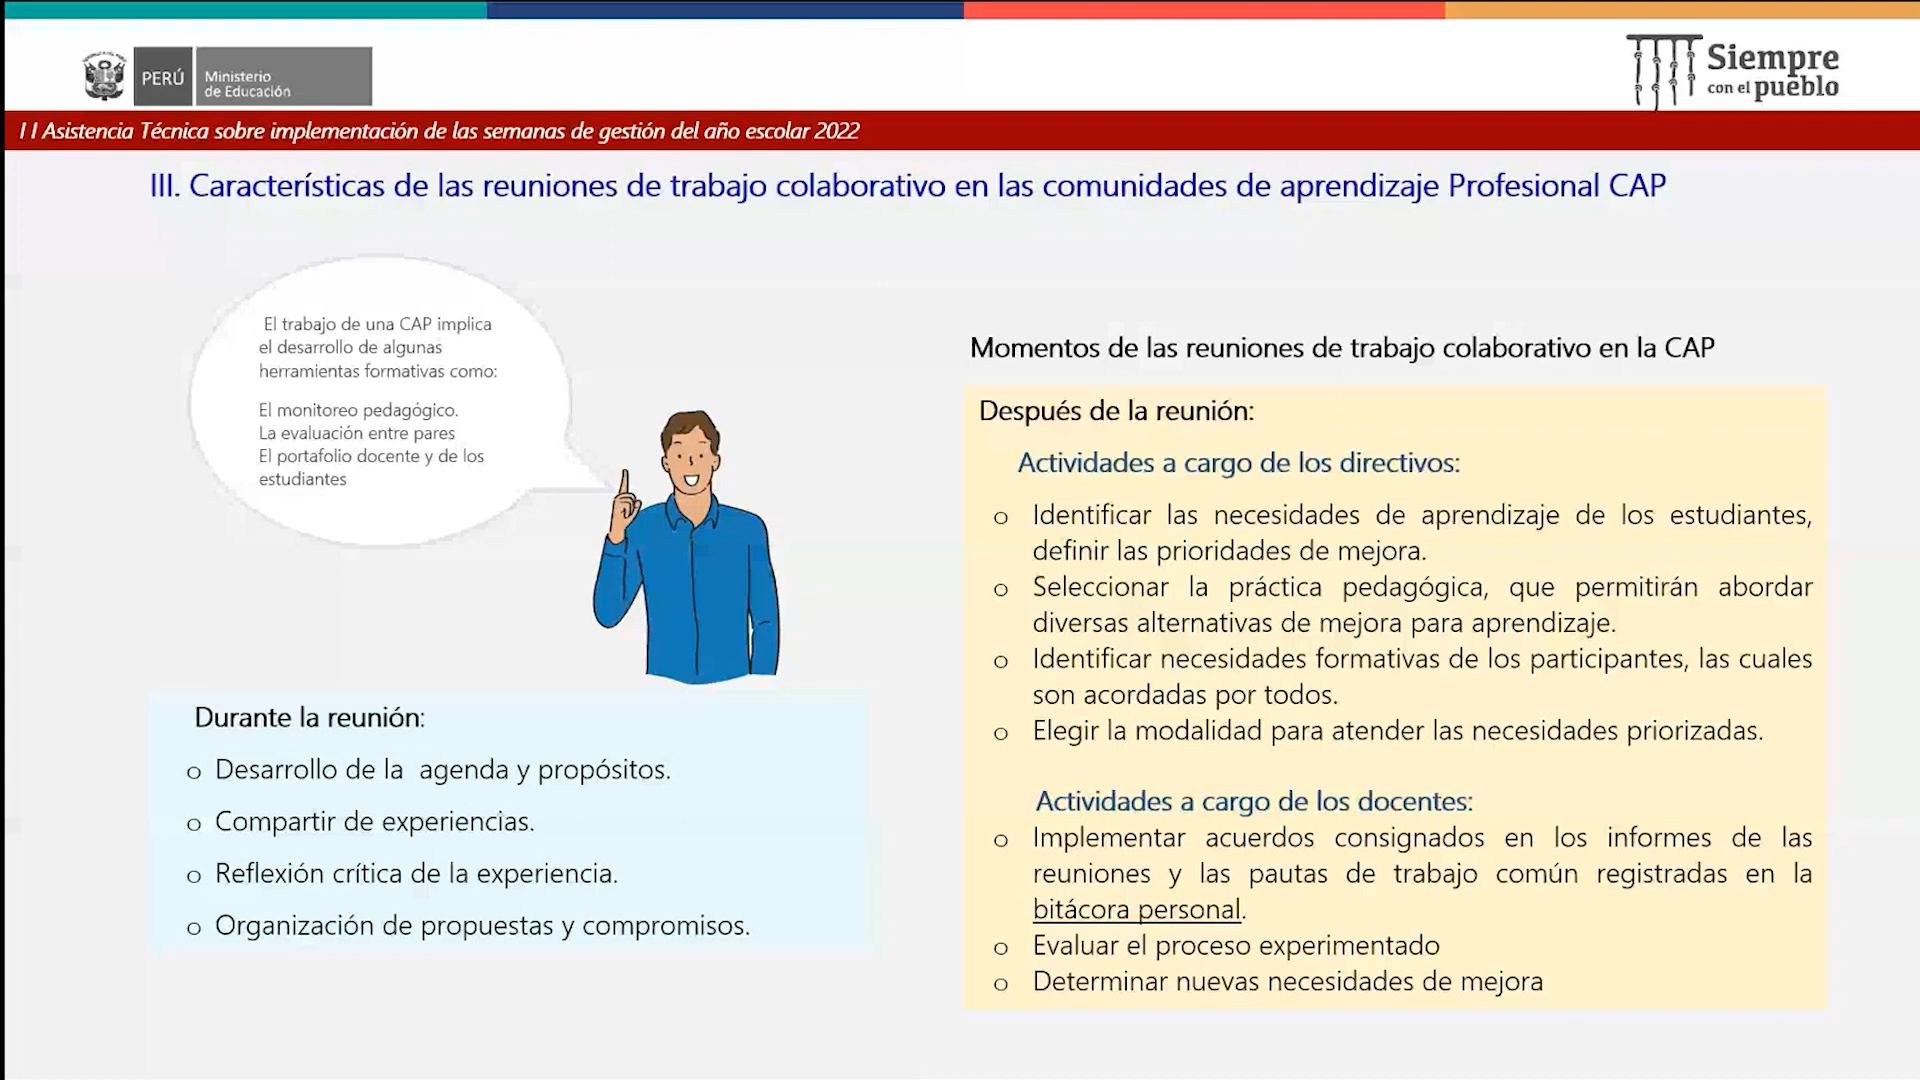 PERÚ
Ministerio
de Educación
Siempre
con el pueblo
I I Asistencia Técnica sobre implementación de las semanas de gestión del año escolar 2022
III. Características de las reuniones de trabajo colaborativo en las comunidades de aprendizaje Profesional CAP
El trabajo de una CAP implica
el desarrollo de algunas
herramientas formativas como:
El monitoreo pedagógico.
La evaluación entre pares
El portafolio docente y de los
estudiantes
Durante la reunión:
o Desarrollo de la agenda y propósitos.
o Compartir de experiencias.
o Reflexión crítica de la experiencia.
o Organización de propuestas y compromisos.
Momentos de las reuniones de trabajo colaborativo en la CAP
Después de la reunión:
Actividades a cargo de los directivos:
o Identificar las necesidades de aprendizaje de los estudiantes,
definir las prioridades de mejora.
o Seleccionar la práctica pedagógica, que permitirán abordar
diversas alternativas de mejora para aprendizaje.
o Identificar necesidades formativas de los participantes, las cuales
son acordadas por todos.
o Elegir la modalidad para atender las necesidades priorizadas.
Actividades a cargo de los docentes:
o Implementar acuerdos consignados en los informes de las
reuniones y las pautas de trabajo común registradas en la
bitácora personal.
o Evaluar el proceso experimentado
o Determinar nuevas necesidades de mejora